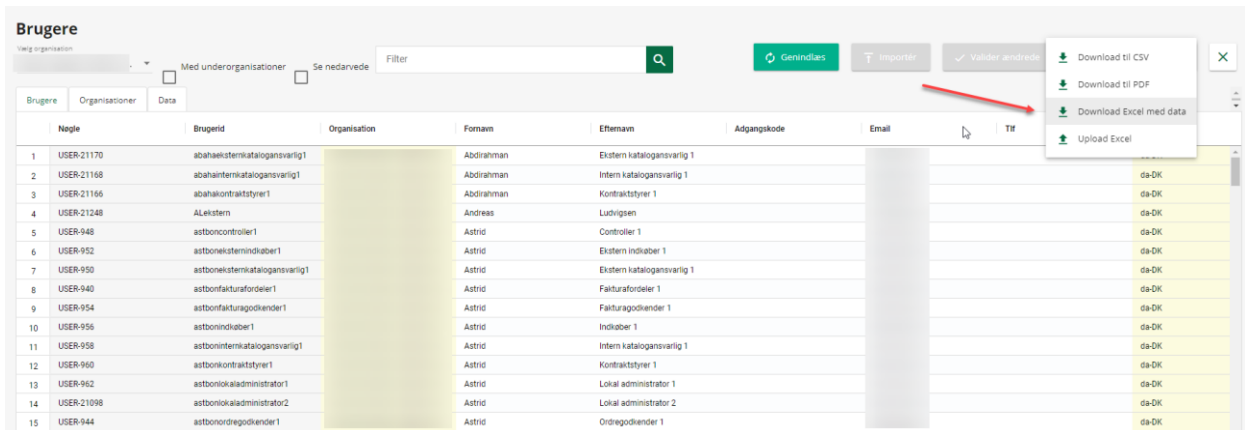 Brugere
Vælg organisation
Med underorganisationer
Se nedarvede
Filter
Genindlæs
Importér
Valider ændrede
Download til CSV
Download til PDF
Download Excel med data
Upload Excel
Brugere Organisationer Data
Nøgle Brugerid Organisation Fornavn Efternavn Adgangskode Email Tlf
1 USER-21170 abahaeksternkatalogansvarlig1 Abdirahman Ekstern katalogansvarlig 1 da-DK
2 USER-21168 abahainternkatalogansvarlig1 Abdirahman Intern katalogansvarlig 1 da-DK
3 USER-21166 abahakontraktstyrer1 Abdirahman Kontraktstyrer 1 da-DK
4 USER-21248 ALekstern Andreas Ludvigsen da-DK
5 USER-948 astboncontroller1 Astrid Controller 1 da-DK
6 USER-952 astboneksternindkøber1 Astrid Ekstern indkøber 1 da-DK
7 USER-950 astboneksternkatalogansvarlig1 Astrid Ekstern katalogansvarlig 1 da-DK
8 USER-940 astbonfakturafordeler1 Astrid Fakturafordeler 1 da-DK
9 USER-954 astbonfakturagodkender1 Astrid Fakturagodkender 1 da-DK
10 USER-956 astbonindkøber1 Astrid Indkøber 1 da-DK
11 USER-958 astboninternkatalogansvarlig1 Astrid Intern katalogansvarlig 1 da-DK
12 USER-960 astbonkontraktstyrer1 Astrid Kontraktstyrer 1 da-DK
13 USER-962 astbonlokaladministrator1 Astrid Lokal administrator 1 da-DK
14 USER-21098 astbonlokaladministrator2 Astrid Lokal administrator 2 da-DK
15 USER-944 astbonordregodkender1 Astrid Ordregodkender 1 da-DK